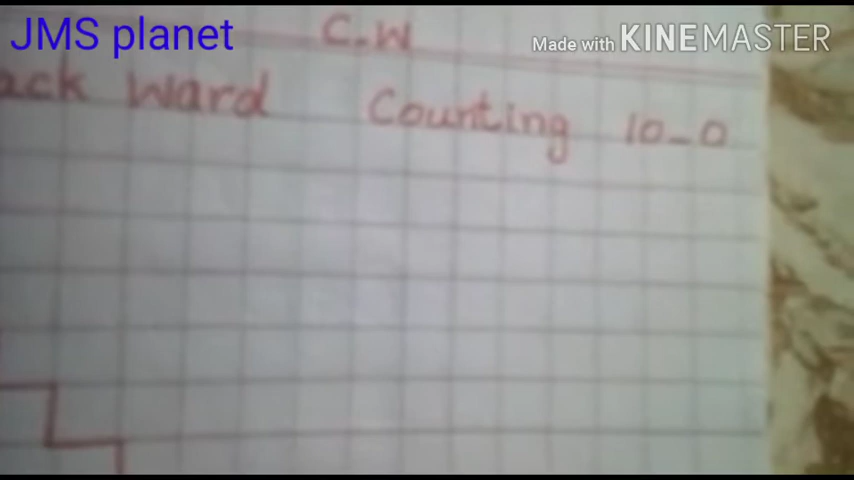 JMS planet
Made with KINEMASTER
C.W
ack ward Counting 10-0